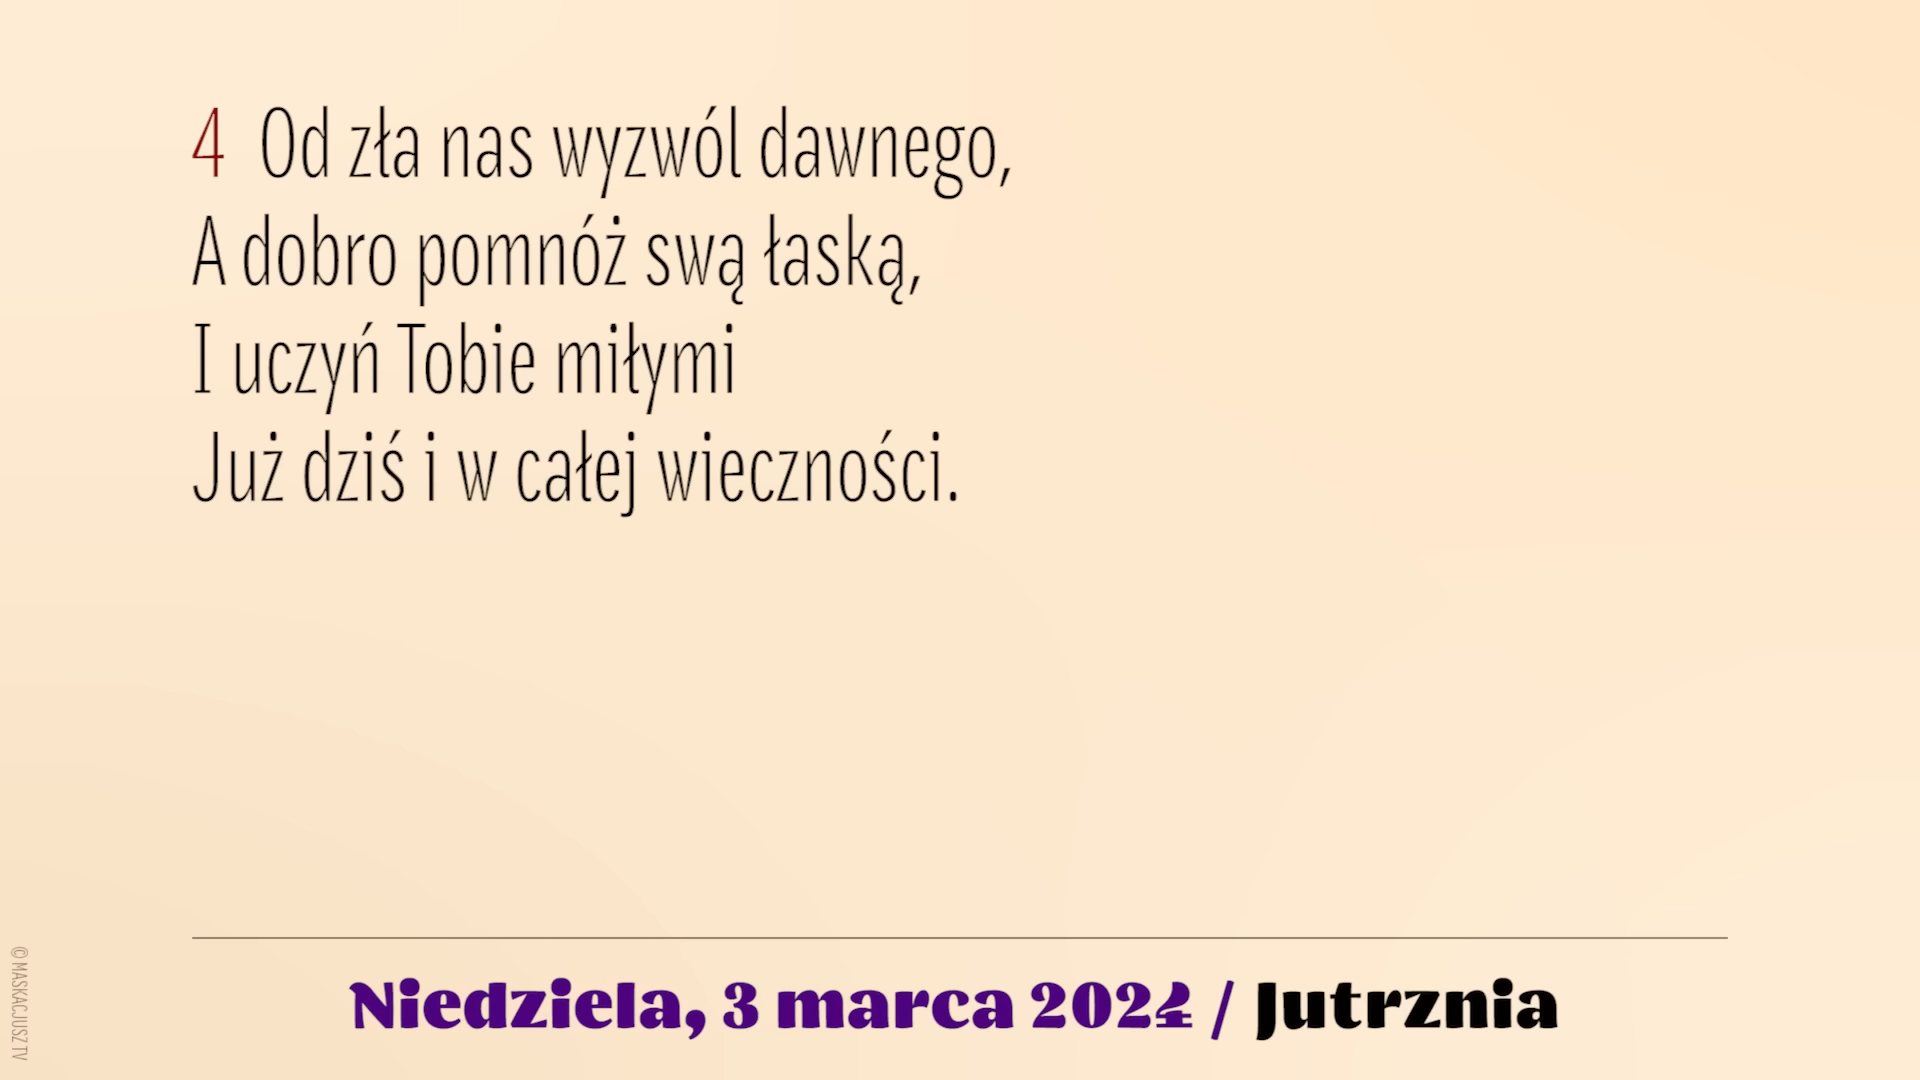 4 Od zła nas wyzwól dawnego,
A dobro pomnóż swą łaską,
I uczyń Tobie miłymi
Już dziś i w całej wieczności.
© MASKACJUSZ TV
Niedziela, 3 marca 2024 / Jutrznia